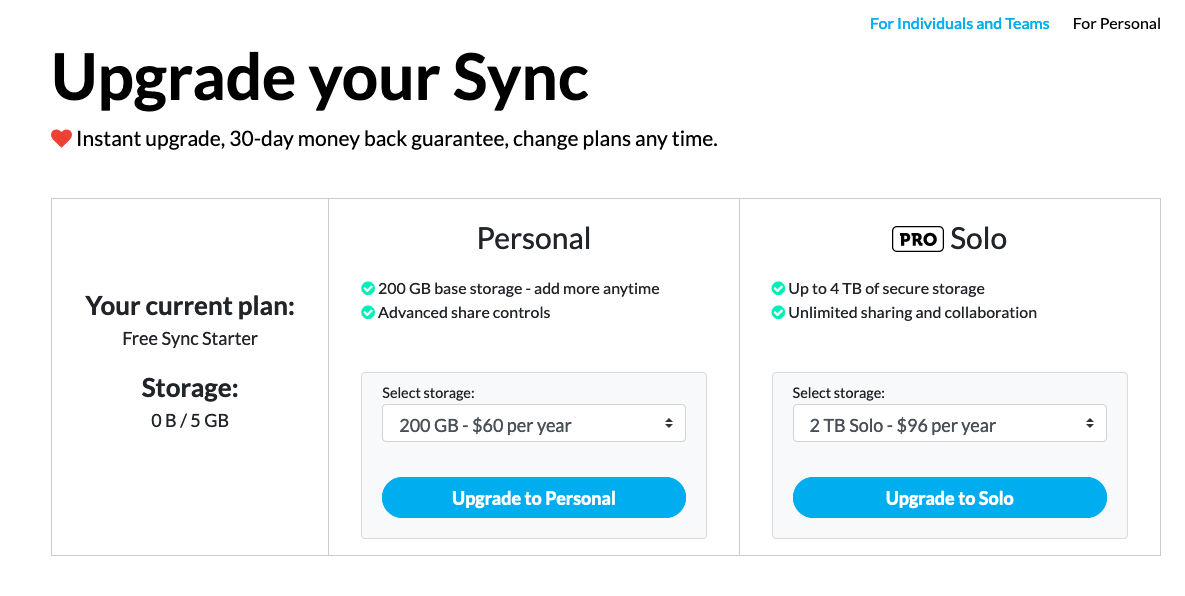 For Individuals and Teams For Personal
Upgrade your Sync
Instant upgrade, 30-day money back guarantee, change plans any time.
Your current plan:
Free Sync Starter
Storage:
0 B / 5 GB
Personal
200 GB base storage - add more anytime
Advanced share controls
Select storage:
200 GB - $60 per year
Upgrade to Personal
PRO Solo
Up to 4 TB of secure storage
Unlimited sharing and collaboration
Select storage:
2 TB Solo - $96 per year
Upgrade to Solo